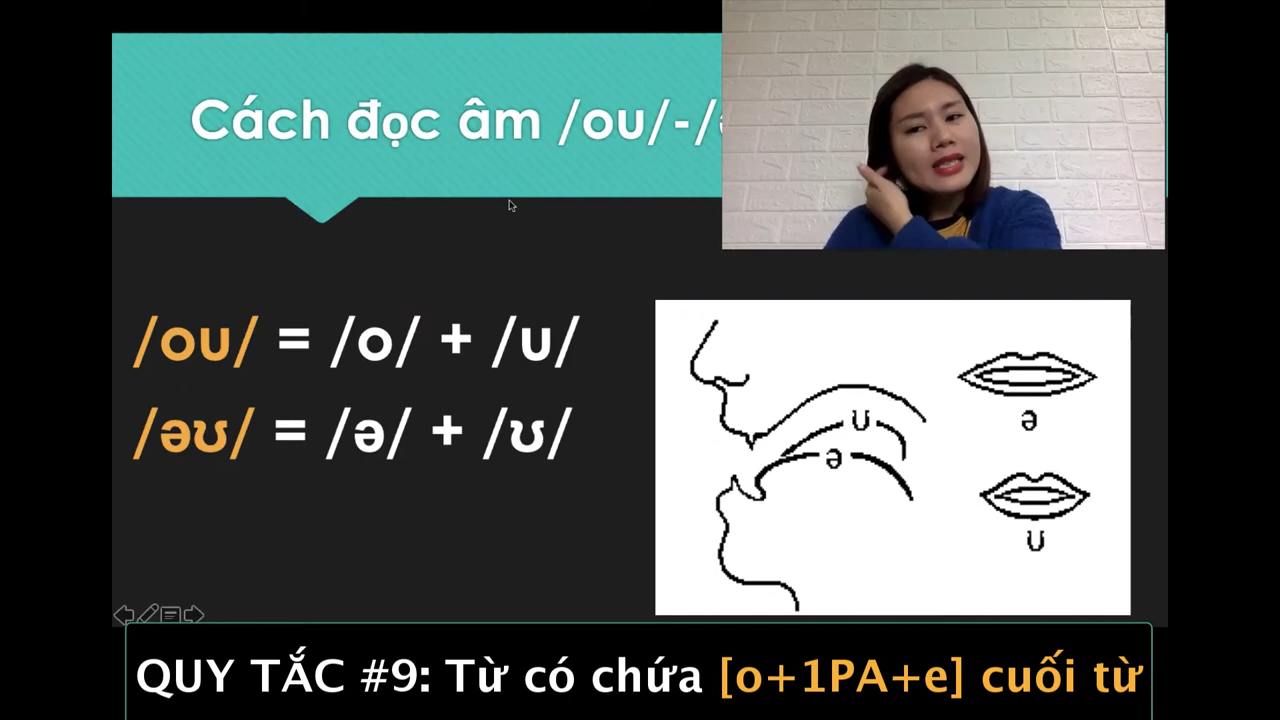 Cách đọc âm /ou/-/
/ou/ = /o/ + /u/
/əʊ/ = /ə/ + /ʊ/
ʊ
ə
ə
ʊ
QUY TẮC #9: Từ có chứa [o+1PA+e] cuối từ